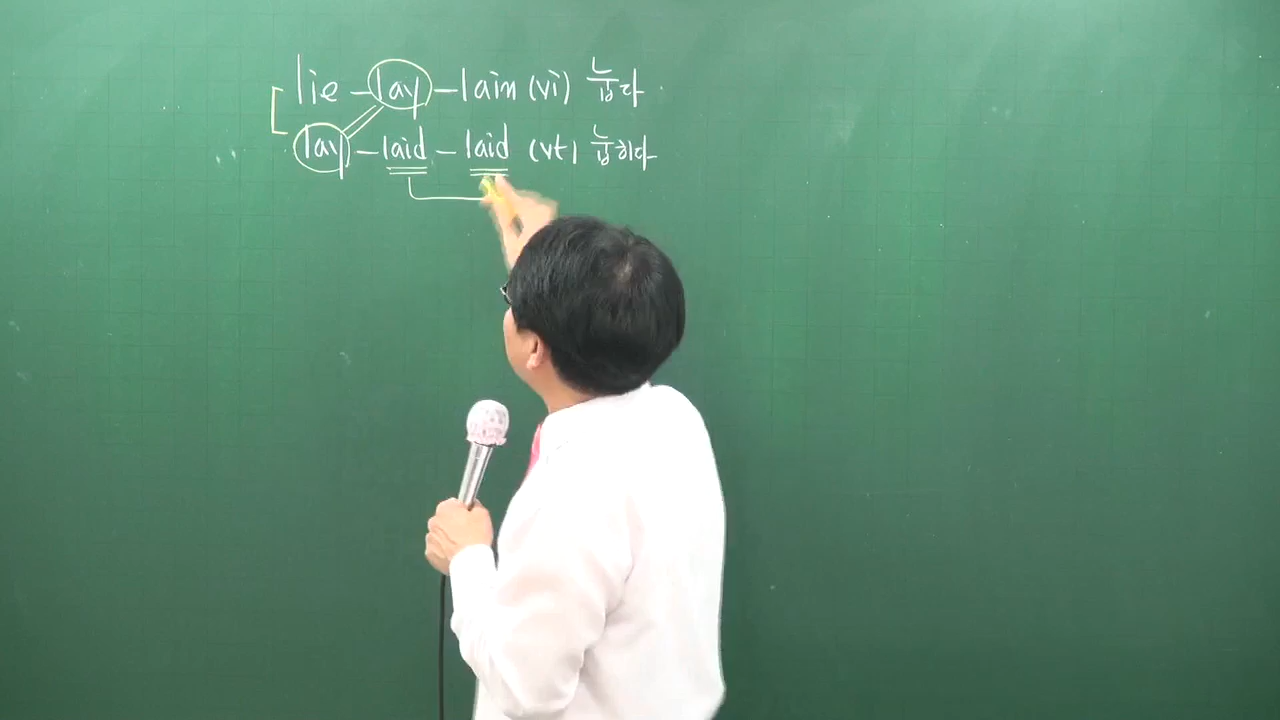 lie - lay - lain (vi) 눕다
lay - laid - laid (vt) 눕히다